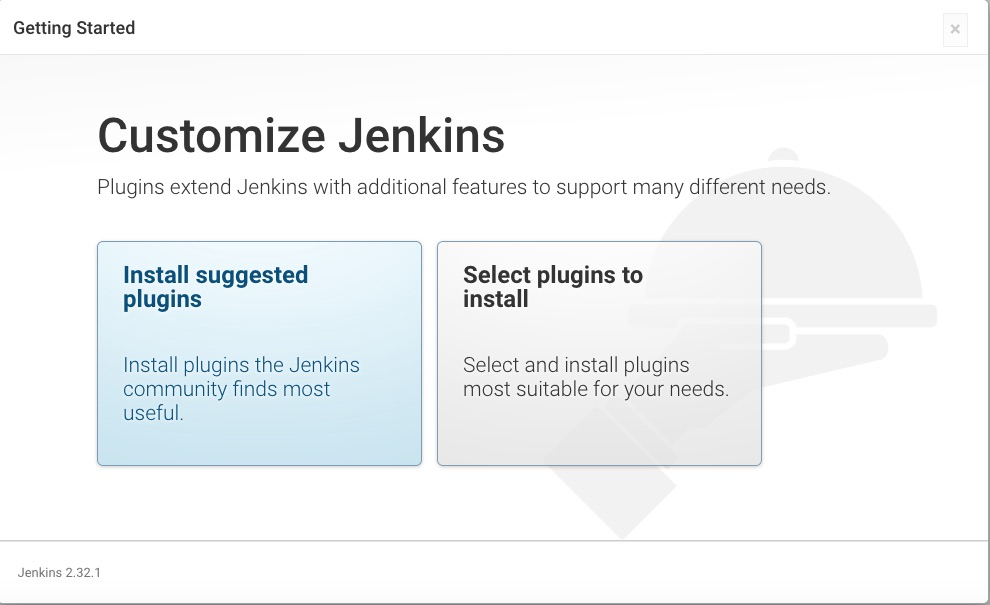 Getting Started
×
Customize Jenkins
Plugins extend Jenkins with additional features to support many different needs.
Install suggested
plugins
Install plugins the Jenkins
community finds most
useful.
Select plugins to
install
Select and install plugins
most suitable for your needs.
Jenkins 2.32.1